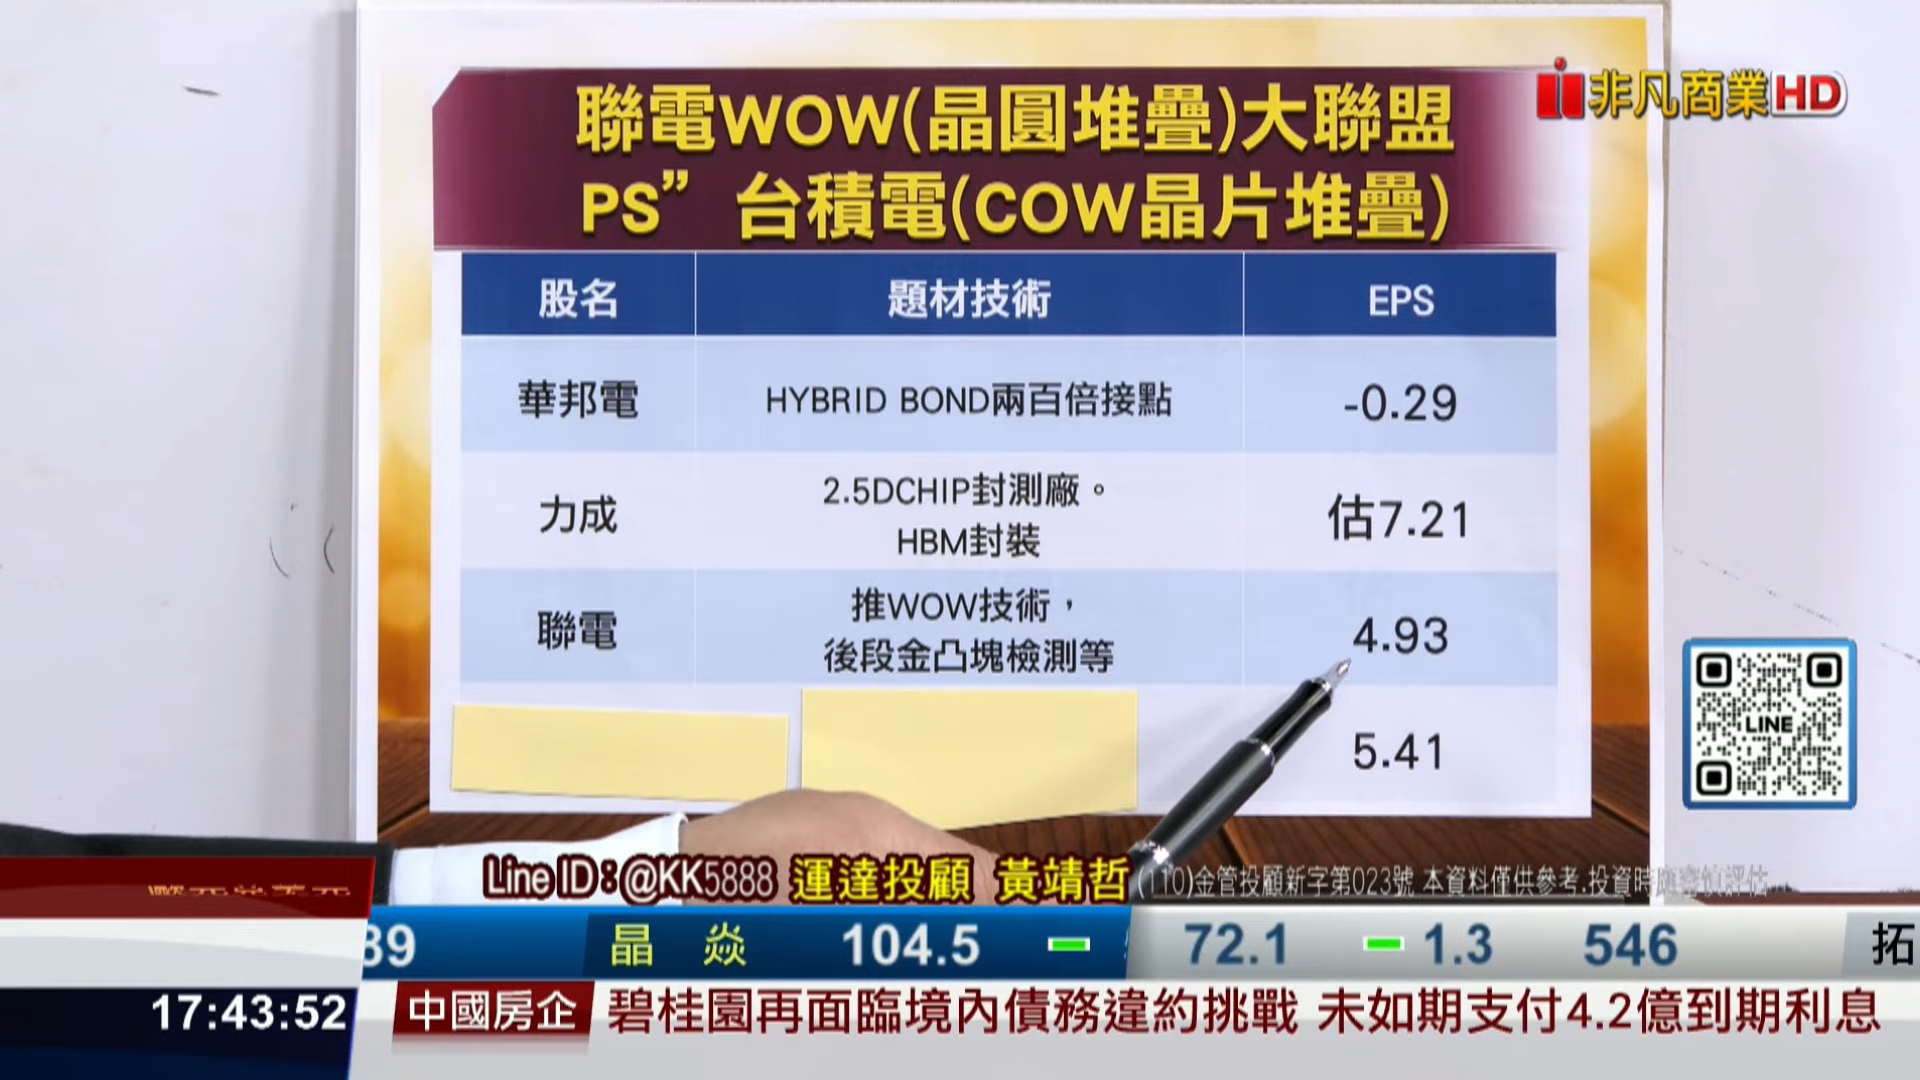 非凡商業HD
聯電WOW(晶圓堆疊)大聯盟
PS” 台積電(COW晶片堆疊)
股名 題材技術 EPS
華邦電 HYBRID BOND兩百倍接點 -0.29
力成 2.5DCHIP封測廠。
HBM封裝 估7.21
聯電 推WOW技術,
後段金凸塊檢測等 4.93
5.41
LINE
Line ID:@KK5888 運達投顧 黃靖哲 (110)金管投顧新字第023號 本資料僅供參考.投資時應審慎評估
39 晶焱 104.5 72.1 1.3 546 拓
17:43:52 中國房企 碧桂園再面臨境內債務違約挑戰 未如期支付4.2億到期利息